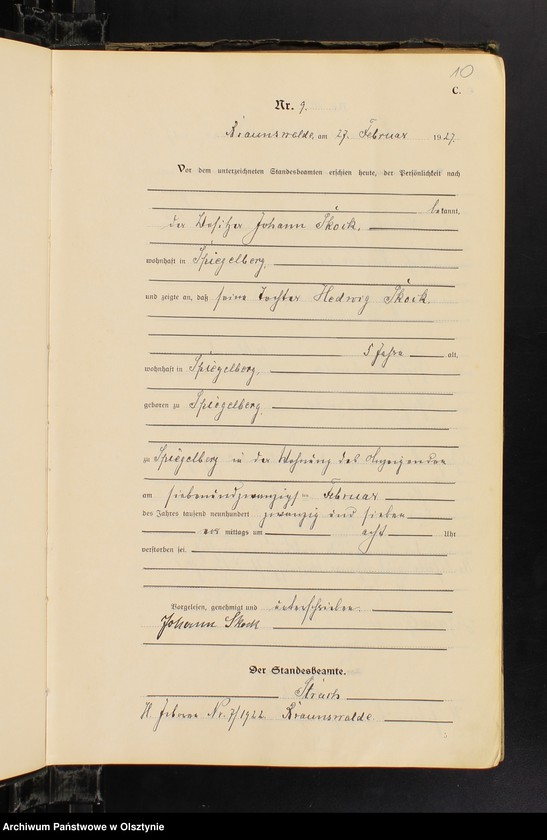 10
C.
Nr. 9.
Braunswalde, am 27. Februar 1927.
Vor dem unterzeichneten Standesbeamten erschien heute, der Persönlichkeit nach
bekannt,
der Besitzer Johann Skock,
wohnhaft in Spiegelberg,
und zeigte an, daß seine Tochter Hedwig Skock,
5 Jahre alt,
wohnhaft in Spiegelberg,
geboren zu Spiegelberg,
zu Spiegelberg in der Wohnung des Anzeigenden
am siebenundzwanzigsten Februar
des Jahres tausend neunhundert zwanzig und sieben
vor mittags um acht Uhr
verstorben sei.
Vorgelesen, genehmigt und unterschrieben.
Johann Skock
Der Standesbeamte.
Nr. 7/1922 Braunswalde.
Archiwum Państwowe w Olsztynie